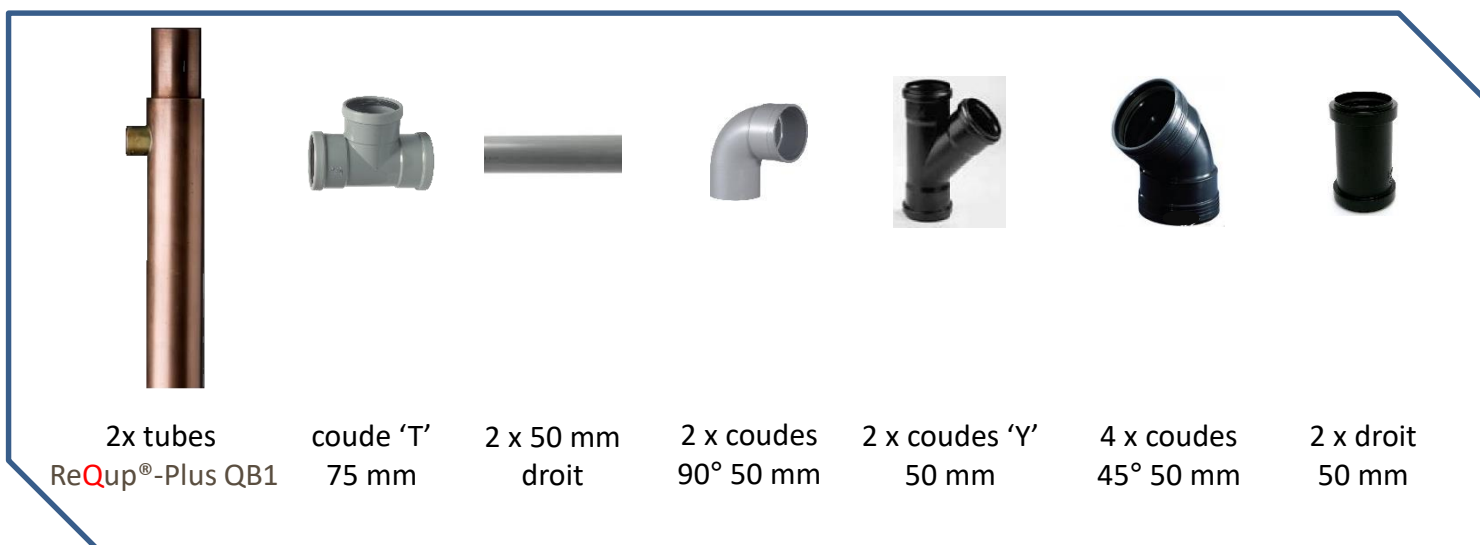 2x tubes
ReQup®-Plus QB1
coude ‘T’
75 mm
2 x 50 mm
droit
2 x coudes
90° 50 mm
2 x coudes ‘Y’
50 mm
4 x coudes
45° 50 mm
2 x droit
50 mm